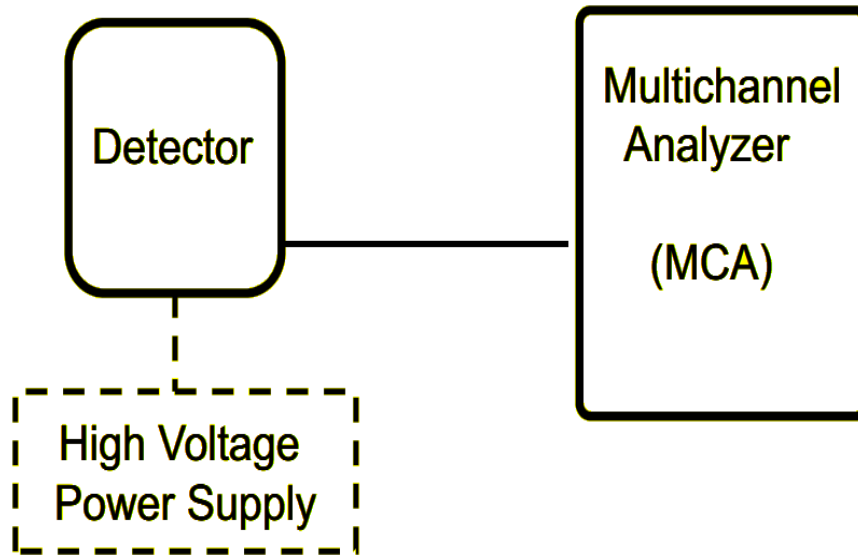 Detector
Multichannel
Analyzer
(MCA)
High Voltage
Power Supply